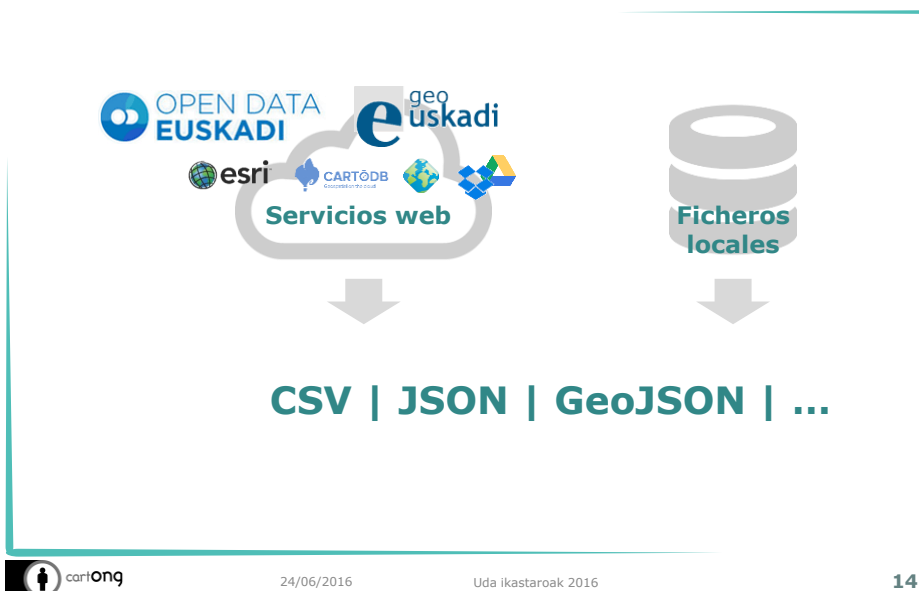 OPEN DATA
EUSKADI
geo
euskadi
esri
CARTODB
Servicios web
Ficheros
locales
CSV | JSON | GeoJSON | ...
cartong
24/06/2016
Uda ikastaroak 2016
14